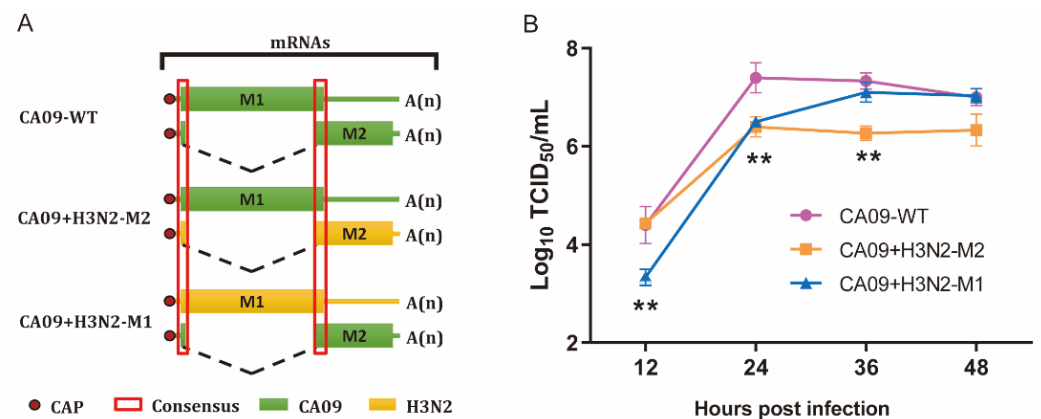 A
mRNAs
CA09-WT
M1
A(n)
M2
A(n)
CA09+H3N2-M2
M1
A(n)
M2
A(n)
CA09+H3N2-M1
M1
A(n)
M2
A(n)
CAP
Consensus
CA09
H3N2
B
Log10 TCID50/mL
8
6
4
2
**
**
**
CA09-WT
CA09+H3N2-M2
CA09+H3N2-M1
12
24
36
48
Hours post infection